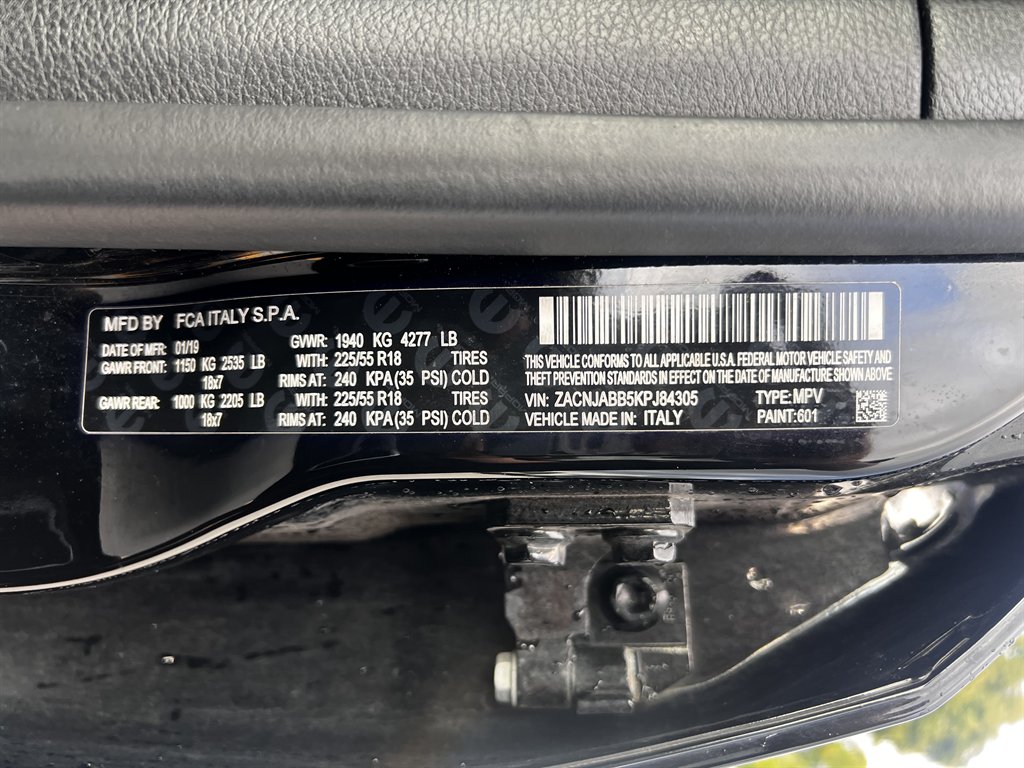 MFD BY FCA ITALY S.P.A.
DATE OF MFR: 01/19 GVWR: 1940 KG 4277 LB
GAWR FRONT: 1150 KG 2535 LB WITH: 225/55 R18 TIRES
18x7 RIMS AT: 240 KPA (35 PSI) COLD
GAWR REAR: 1000 KG 2205 LB WITH: 225/55 R18 TIRES
18x7 RIMS AT: 240 KPA (35 PSI) COLD
THIS VEHICLE CONFORMS TO ALL APPLICABLE U.S.A. FEDERAL MOTOR VEHICLE SAFETY AND
THEFT PREVENTION STANDARDS IN EFFECT ON THE DATE OF MANUFACTURE SHOWN ABOVE
VIN: ZACNJABB5KPJ84305 TYPE: MPV
VEHICLE MADE IN: ITALY PAINT: 601